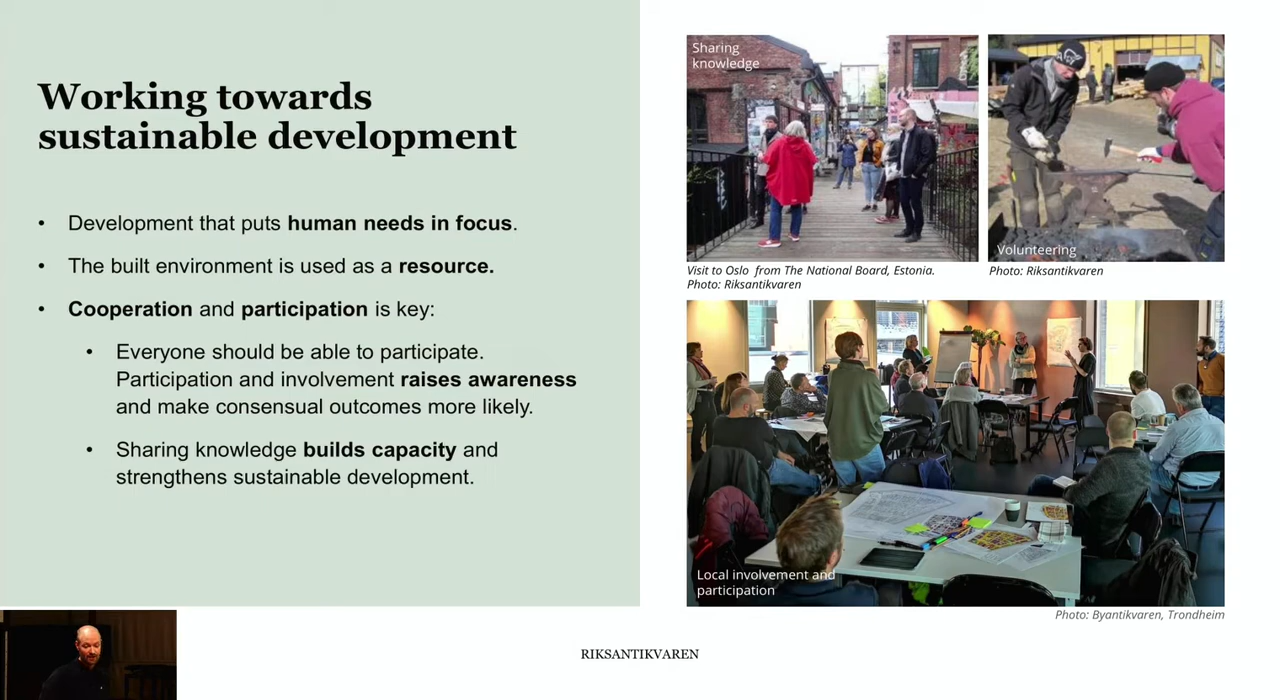 Working towards
sustainable development
• Development that puts human needs in focus.
• The built environment is used as a resource.
• Cooperation and participation is key:
• Everyone should be able to participate.
Participation and involvement raises awareness
and make consensual outcomes more likely.
• Sharing knowledge builds capacity and
strengthens sustainable development.
Sharing
knowledge
Visit to Oslo from The National Board, Estonia.
Photo: Riksantikvaren
Volunteering
Photo: Riksantikvaren
Local involvement and
participation
Photo: Byantikvaren, Trondheim
RIKSANTIKVAREN